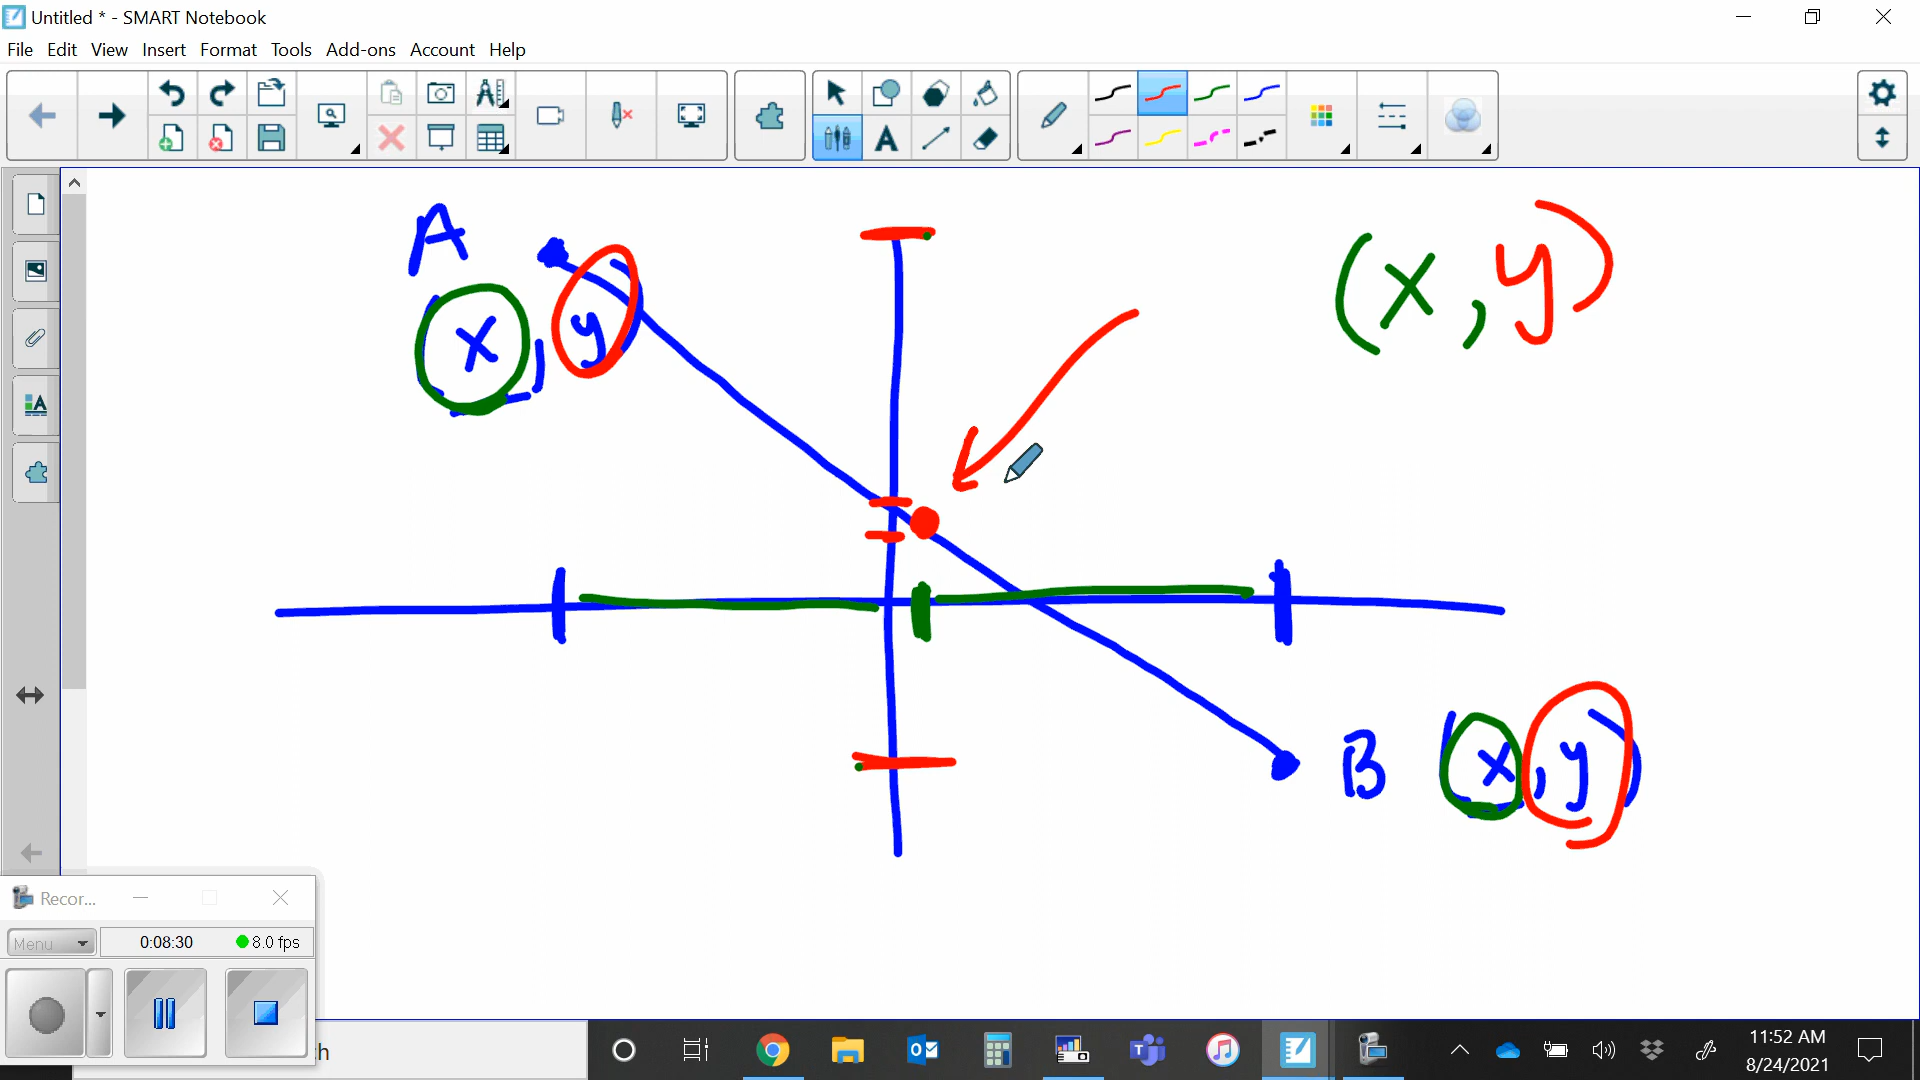 Untitled * - SMART Notebook
File Edit View Insert Format Tools Add-ons Account Help
A
(x, y)
(x, y)
B (x, y)
Recor...
Menu 0:08:30 8.0 fps
11:52 AM
8/24/2021